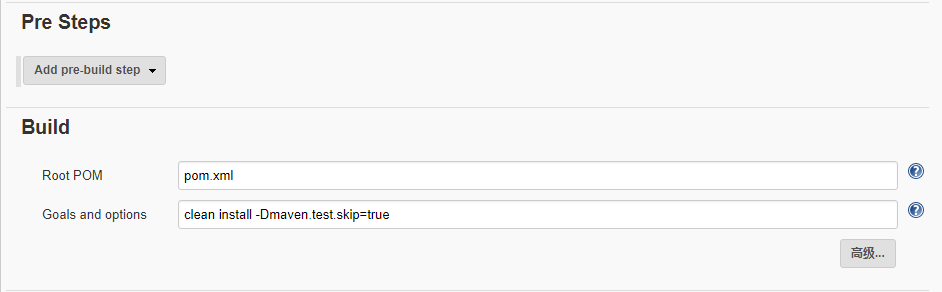 Pre Steps
Add pre-build step
Build
Root POM
pom.xml
Goals and options
clean install -Dmaven.test.skip=true
高级...